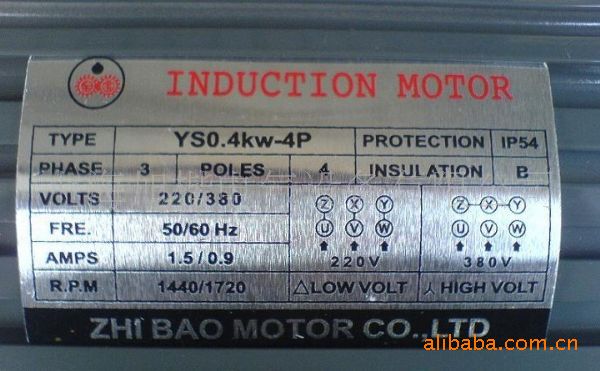 INDUCTION MOTOR
TYPE YS0.4kw-4P PROTECTION IP54
PHASE 3 POLES 4 INSULATION B
VOLTS 220/380
FRE. 50/60 Hz
AMPS 1.5/0.9
R.P.M 1440/1720
Z X Y
U V W
220V
△LOW VOLT
Z X Y
U V W
380V
⅄HIGH VOLT
ZHI BAO MOTOR CO..LTD
alibaba.com.cn